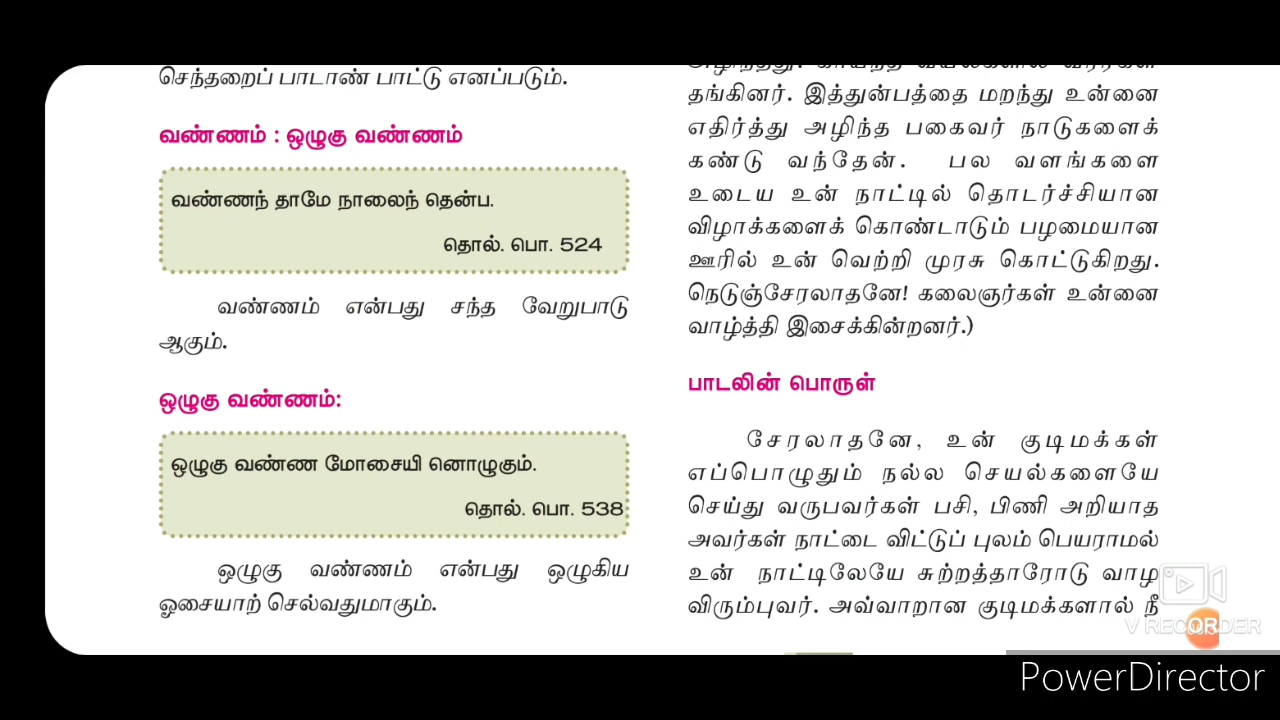 செந்தறைப் பாடாண் பாட்டு எனப்படும்.
வண்ணம் : ஒழுகு வண்ணம்
வண்ணந் தாமே நாலைந் தென்ப.
தொல். பொ. 524
வண்ணம் என்பது சந்த வேறுபாடு
ஆகும்.
ஒழுகு வண்ணம்:
ஒழுகு வண்ண மோசையி னொழுகும்.
தொல். பொ. 538
ஒழுகு வண்ணம் என்பது ஒழுகிய
ஓசையாற் செல்வதுமாகும்.
தங்கினர். இத்துன்பத்தை மறந்து உன்னை
எதிர்த்து அழிந்த பகைவர் நாடுகளைக்
கண்டு வந்தேன். பல வளங்களை
உடைய உன் நாட்டில் தொடர்ச்சியான
விழாக்களைக் கொண்டாடும் பழமையான
ஊரில் உன் வெற்றி முரசு கொட்டுகிறது.
நெடுஞ்சேரலாதனே! கலைஞர்கள் உன்னை
வாழ்த்தி இசைக்கின்றனர்.)
பாடலின் பொருள்
சேரலாதனே, உன் குடிமக்கள்
எப்பொழுதும் நல்ல செயல்களையே
செய்து வருபவர்கள் பசி, பிணி அறியாத
அவர்கள் நாட்டை விட்டுப் புலம் பெயராமல்
உன் நாட்டிலேயே சுற்றத்தாரோடு வாழ
விரும்புவர். அவ்வாறான குடிமக்களால் நீ
V RECORDER
PowerDirector